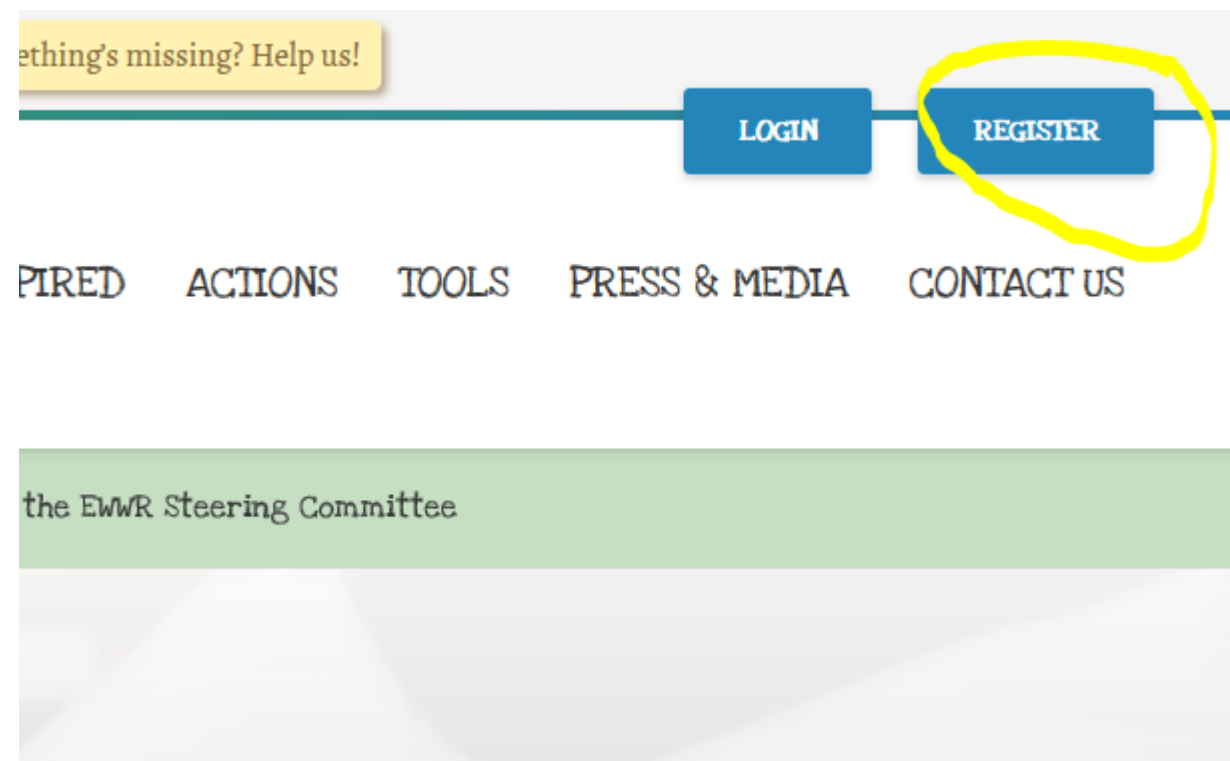 ething's missing? Help us!
LOGIN REGISTER
PIRED ACTIONS TOOLS PRESS & MEDIA CONTACT US
the EWWR Steering Committee